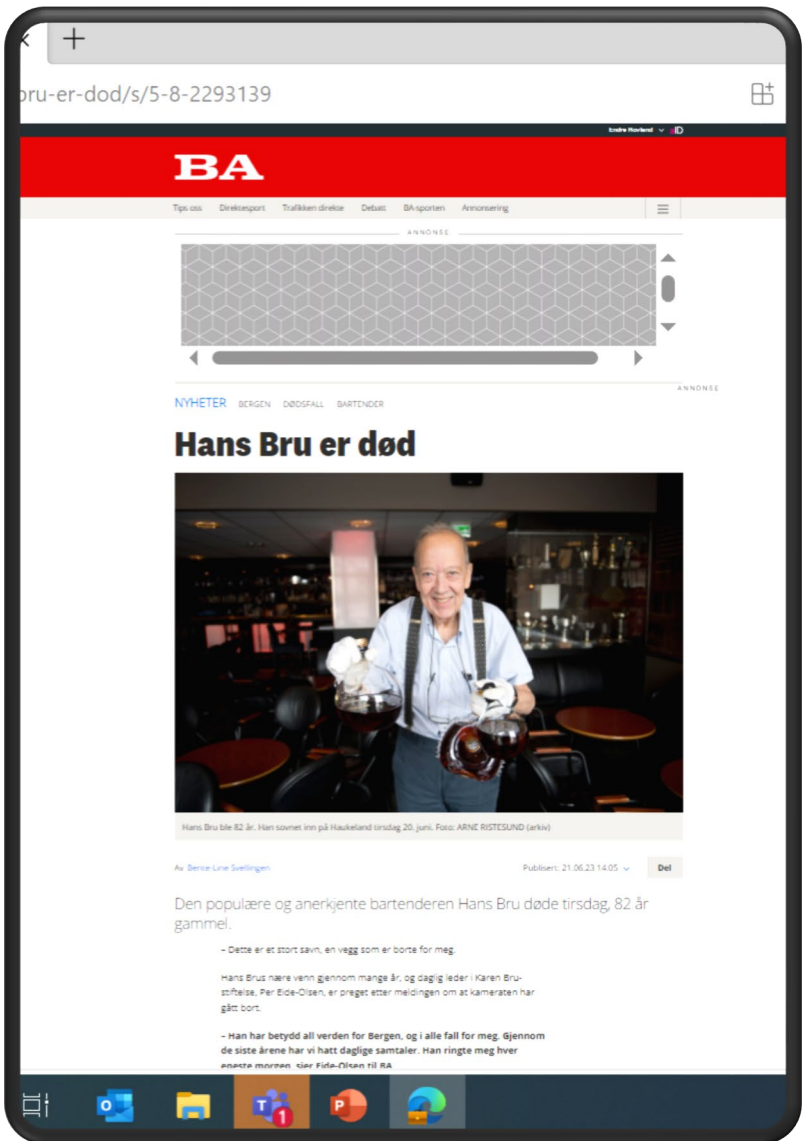 bru-er-dod/s/5-8-2293139
Endre Hovland
BA
Tips oss Direktesport Trafikken direkte Debatt BA-sporten Annonsering
ANNONSE
ANNONSE
NYHETER BERGEN DØDSFALL BARTENDER
Hans Bru er død
Hans Bru ble 82 år. Han sovnet inn på Haukeland tirsdag 20. juni. Foto: ARNE RISTESUND (arkiv)
Av Bente-Line Svellingen Publisert: 21.06.23 14:05 Del
Den populære og anerkjente bartenderen Hans Bru døde tirsdag, 82 år
gammel.
– Dette er et stort savn, en vegg som er borte for meg.
Hans Brus nære venn gjennom mange år, og daglig leder i Karen Bru-
stiftelse, Per Eide-Olsen, er preget etter meldingen om at kameraten har
gått bort.
– Han har betydd all verden for Bergen, og i alle fall for meg. Gjennom
de siste årene har vi hatt daglige samtaler. Han ringte meg hver
eneste morgen, sier Eide-Olsen til BA.
1